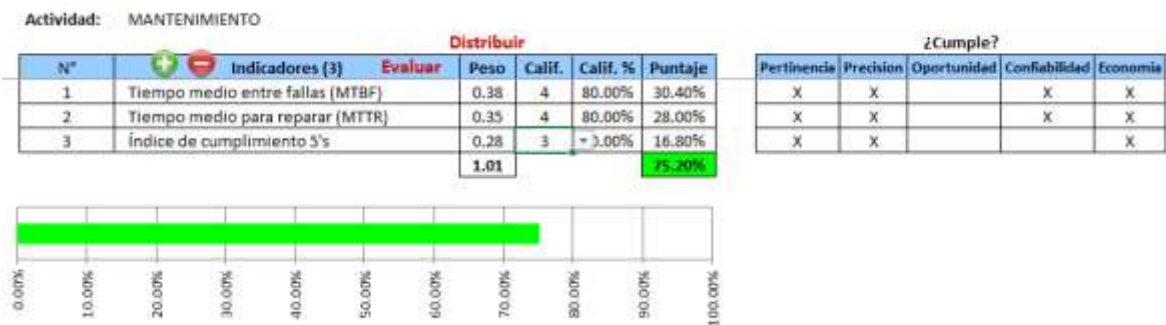 Actividad: MANTENIMIENTO
Distribuir ¿Cumple?
N° Indicadores (3) Evaluar Peso Calif. Calif. % Puntaje Pertinencia Precision Oportunidad Confiabilidad Economia
1 Tiempo medio entre fallas (MTBF) 0.38 4 80.00% 30.40% X X X X
2 Tiempo medio para reparar (MTTR) 0.35 4 80.00% 28.00% X X X X
3 Índice de cumplimiento 5's 0.28 3 0.00% 16.80% X X X
1.01 75.20%
0.00% 10.00% 20.00% 30.00% 40.00% 50.00% 60.00% 70.00% 80.00% 90.00% 100.00%